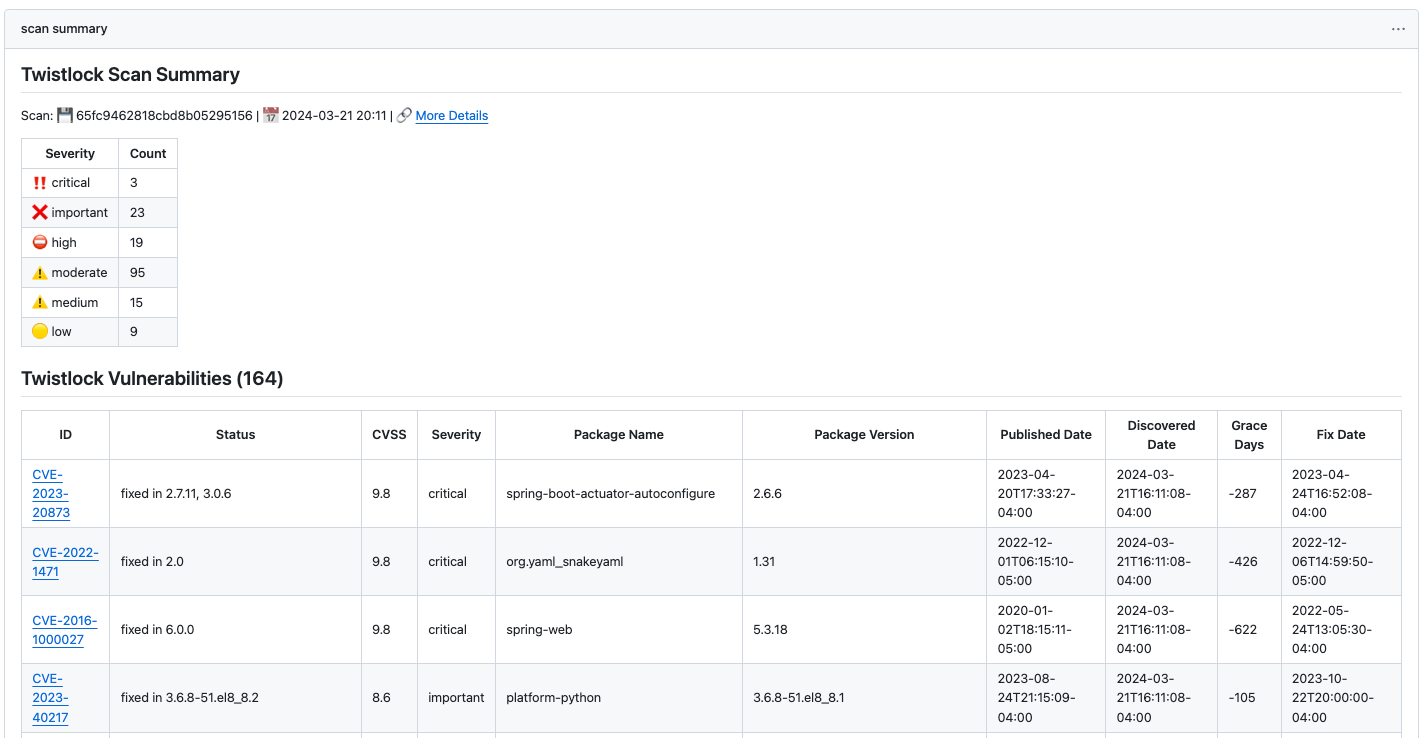 scan summary
Twistlock Scan Summary
Scan: 💾 65fc9462818cbd8b05295156 | 📅 2024-03-21 20:11 | 🔗 More Details
Severity Count
‼️ critical 3
❌ important 23
⛔ high 19
⚠️ moderate 95
⚠️ medium 15
🟡 low 9
Twistlock Vulnerabilities (164)
ID Status CVSS Severity Package Name Package Version Published Date Discovered Date Grace Days Fix Date
CVE-2023-20873 fixed in 2.7.11, 3.0.6 9.8 critical spring-boot-actuator-autoconfigure 2.6.6 2023-04-20T17:33:27-04:00 2024-03-21T16:11:08-04:00 -287 2023-04-24T16:52:08-04:00
CVE-2022-1471 fixed in 2.0 9.8 critical org.yaml_snakeyaml 1.31 2022-12-01T06:15:10-05:00 2024-03-21T16:11:08-04:00 -426 2022-12-06T14:59:50-05:00
CVE-2016-1000027 fixed in 6.0.0 9.8 critical spring-web 5.3.18 2020-01-02T18:15:11-05:00 2024-03-21T16:11:08-04:00 -622 2022-05-24T13:05:30-04:00
CVE-2023-40217 fixed in 3.6.8-51.el8_8.2 8.6 important platform-python 3.6.8-51.el8_8.1 2023-08-24T21:15:09-04:00 2024-03-21T16:11:08-04:00 -105 2023-10-22T20:00:00-04:00